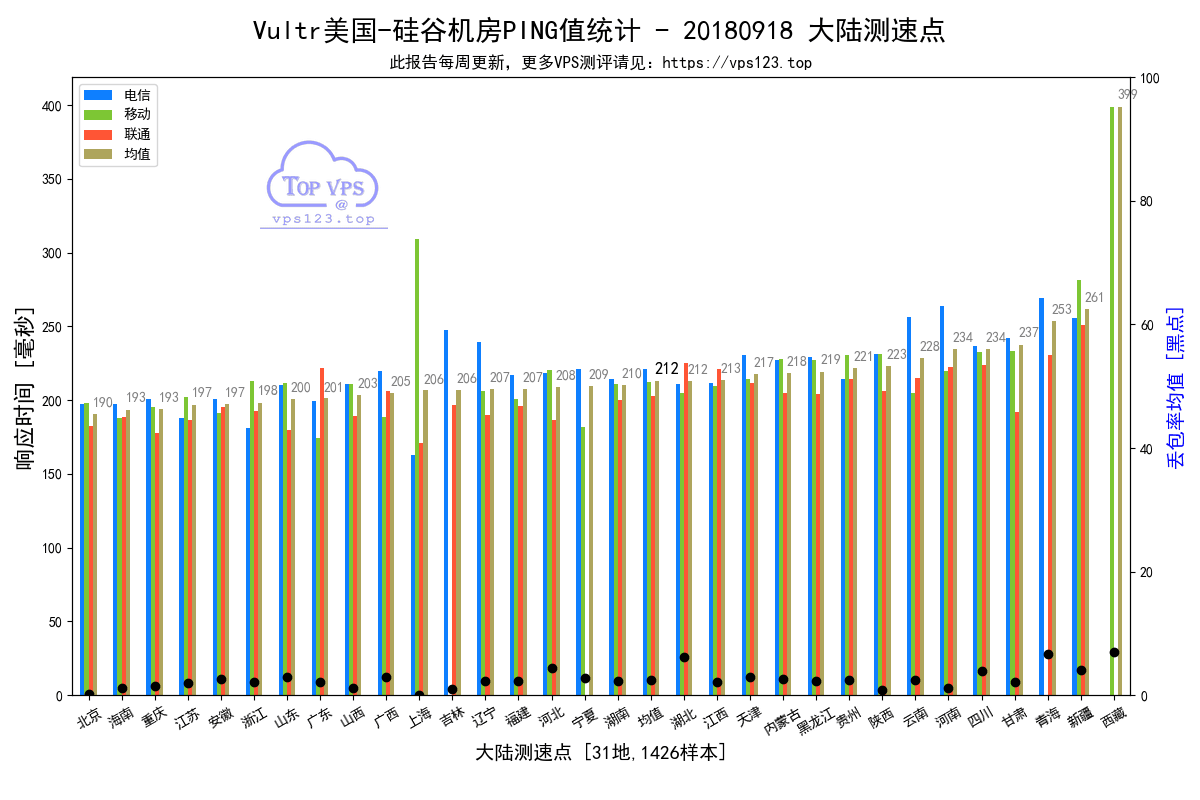 Vultr美国-硅谷机房PING值统计 - 20180918 大陆测速点
此报告每周更新，更多VPS测评请见：https://vps123.top
电信
移动
联通
均值
TOP VPS
@
vps123.top
响应时间 [毫秒]
400
350
300
250
200
150
100
50
0
190
193
193
197
197
198
200
201
203
205
206
206
207
207
208
209
210
212
212
213
217
218
219
221
223
228
234
234
237
253
261
399
100
80
60
40
20
0
丢包率均值 [黑点]
北京
海南
重庆
江苏
安徽
浙江
山东
广东
山西
广西
上海
吉林
辽宁
福建
河北
宁夏
湖南
均值
湖北
江西
天津
内蒙古
黑龙江
贵州
陕西
云南
河南
四川
甘肃
青海
新疆
西藏
大陆测速点 [31地,1426样本]